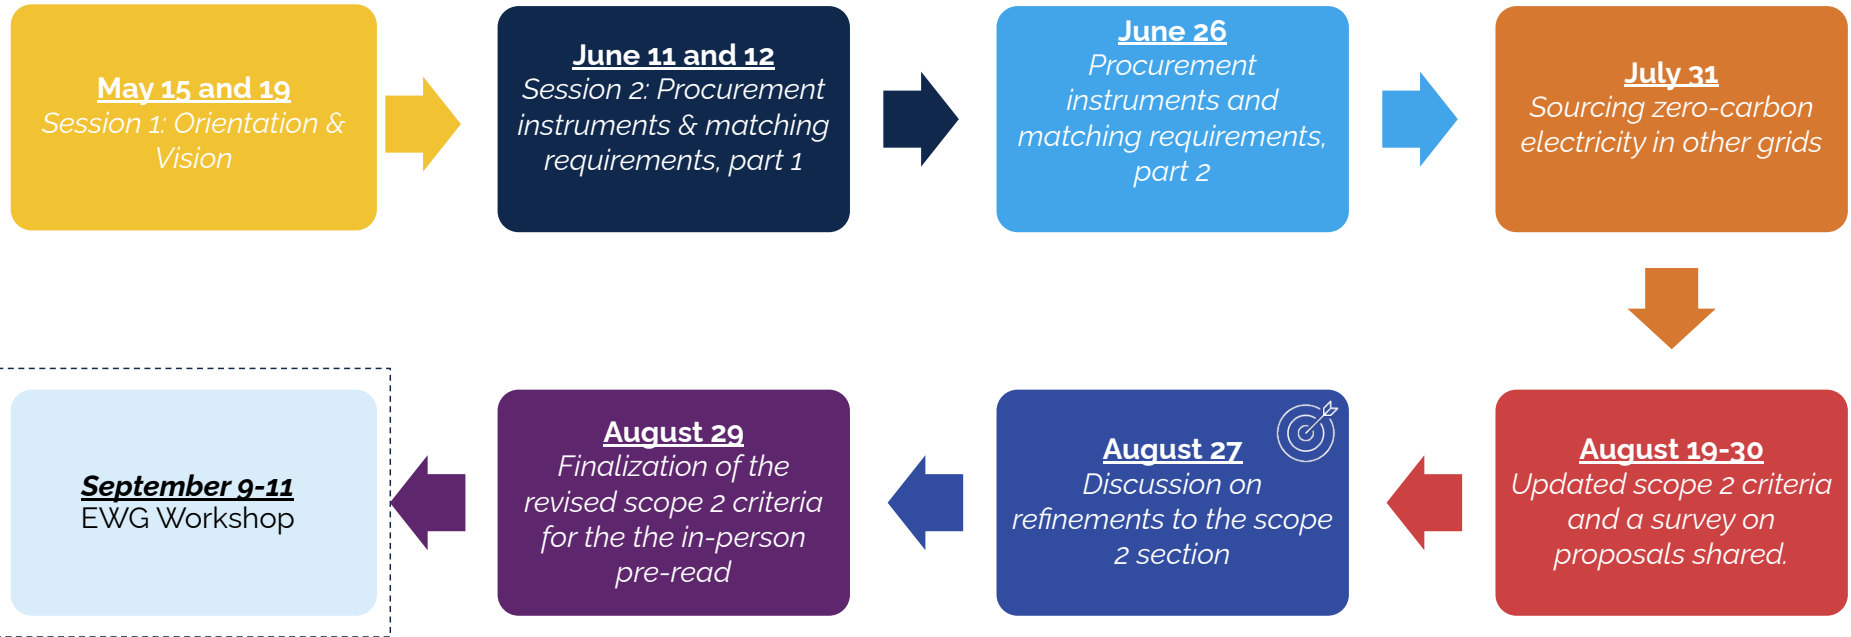 May 15 and 19
Session 1: Orientation &
Vision
June 11 and 12
Session 2: Procurement
instruments & matching
requirements, part 1
June 26
Procurement
instruments and
matching requirements,
part 2
July 31
Sourcing zero-carbon
electricity in other grids
August 19-30
Updated scope 2 criteria
and a survey on
proposals shared.
August 27
Discussion on
refinements to the scope
2 section
August 29
Finalization of the
revised scope 2 criteria
for the the in-person
pre-read
September 9-11
EWG Workshop